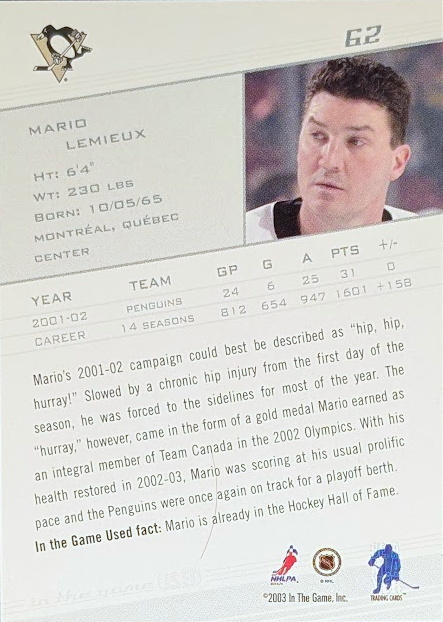 62
MARIO
LEMIEUX
HT: 6'4"
WT: 230 LBS
BORN: 10/05/65
MONTRÉAL, QUÉBEC
CENTER
YEAR TEAM GP G A PTS +/-
2001-02 PENGUINS 24 6 25 31 0
CAREER 14 SEASONS 812 654 947 1601 +158
Mario's 2001-02 campaign could best be described as “hip, hip,
hurray!” Slowed by a chronic hip injury from the first day of the
season, he was forced to the sidelines for most of the year. The
“hurray,” however, came in the form of a gold medal Mario earned as
an integral member of Team Canada in the 2002 Olympics. With his
health restored in 2002-03, Mario was scoring at his usual prolific
pace and the Penguins were once again on track for a playoff berth.
In the Game Used fact: Mario is already in the Hockey Hall of Fame.
in the game
NHLPA
© NHL
TRADING CARDS
©2003 In The Game, Inc.